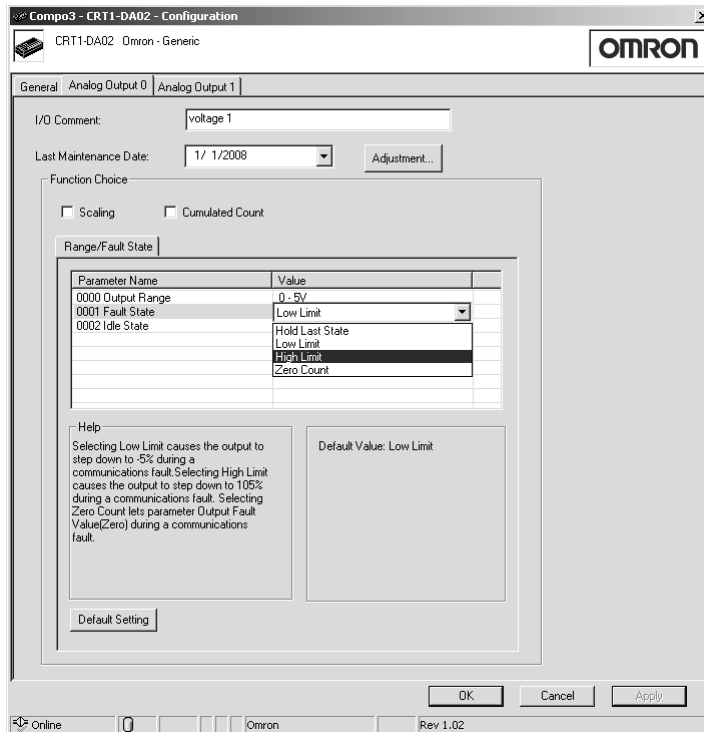 Compo3 - CRT1-DA02 - Configuration
CRT1-DA02 Omron - Generic
OMRON
General Analog Output 0 Analog Output 1
I/O Comment: voltage 1
Last Maintenance Date: 1/ 1/2008 Adjustment...
Function Choice
Scaling Cumulated Count
Range/Fault State
Parameter Name Value
0000 Output Range 0 - 5V
0001 Fault State Low Limit
0002 Idle State Hold Last State
Low Limit
High Limit
Zero Count
Help
Selecting Low Limit causes the output to
step down to -5% during a
communications fault.Selecting High Limit
causes the output to step down to 105%
during a communications fault. Selecting
Zero Count lets parameter Output Fault
Value(Zero) during a communications
fault.
Default Value: Low Limit
Default Setting
OK Cancel Apply
Online Omron Rev 1.02